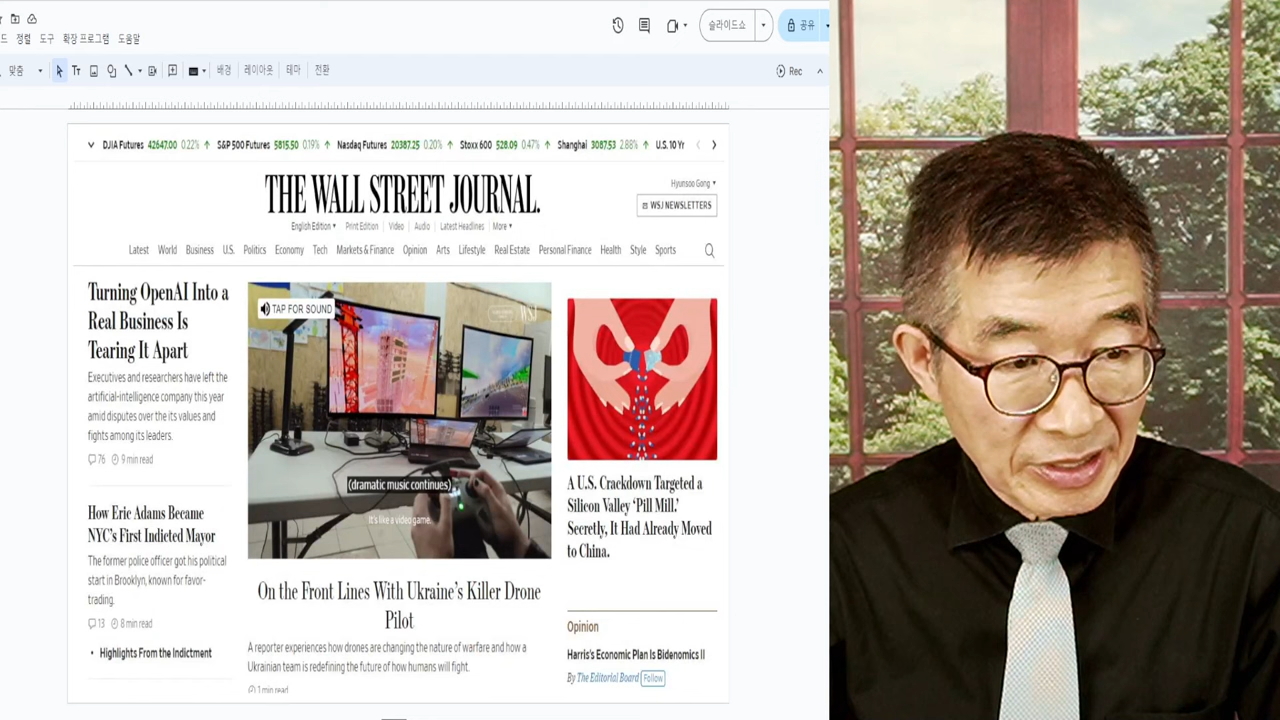 정렬 도구 확장 프로그램 도움말
슬라이드쇼
공유
맞춤
배경 레이아웃 테마 전환
Rec
DJIA Futures 42647.00 0.22% S&P 500 Futures 5815.50 0.19% Nasdaq Futures 20387.25 0.20% Stoxx 600 528.09 0.47% Shanghai 3087.53 2.88% U.S. 10 Yr
THE WALL STREET JOURNAL.
Hyunsoo Gong
WSJ NEWSLETTERS
English Edition Print Edition Video Audio Latest Headlines More
Latest World Business U.S. Politics Economy Tech Markets & Finance Opinion Arts Lifestyle Real Estate Personal Finance Health Style Sports
Turning OpenAI Into a
Real Business Is
Tearing It Apart
Executives and researchers have left the
artificial-intelligence company this year
amid disputes over the its values and
fights among its leaders.
76 9 min read
How Eric Adams Became
NYC's First Indicted Mayor
The former police officer got his political
start in Brooklyn, known for favor-
trading.
13 8 min read
• Highlights From the Indictment
TAP FOR SOUND
WSJ
(dramatic music continues)
It's like a video game.
On the Front Lines With Ukraine's Killer Drone
Pilot
A reporter experiences how drones are changing the nature of warfare and how a
Ukrainian team is redefining the future of how humans will fight.
1 min read
A U.S. Crackdown Targeted a
Silicon Valley 'Pill Mill.'
Secretly, It Had Already Moved
to China.
Opinion
Harris's Economic Plan Is Bidenomics II
By The Editorial Board Follow